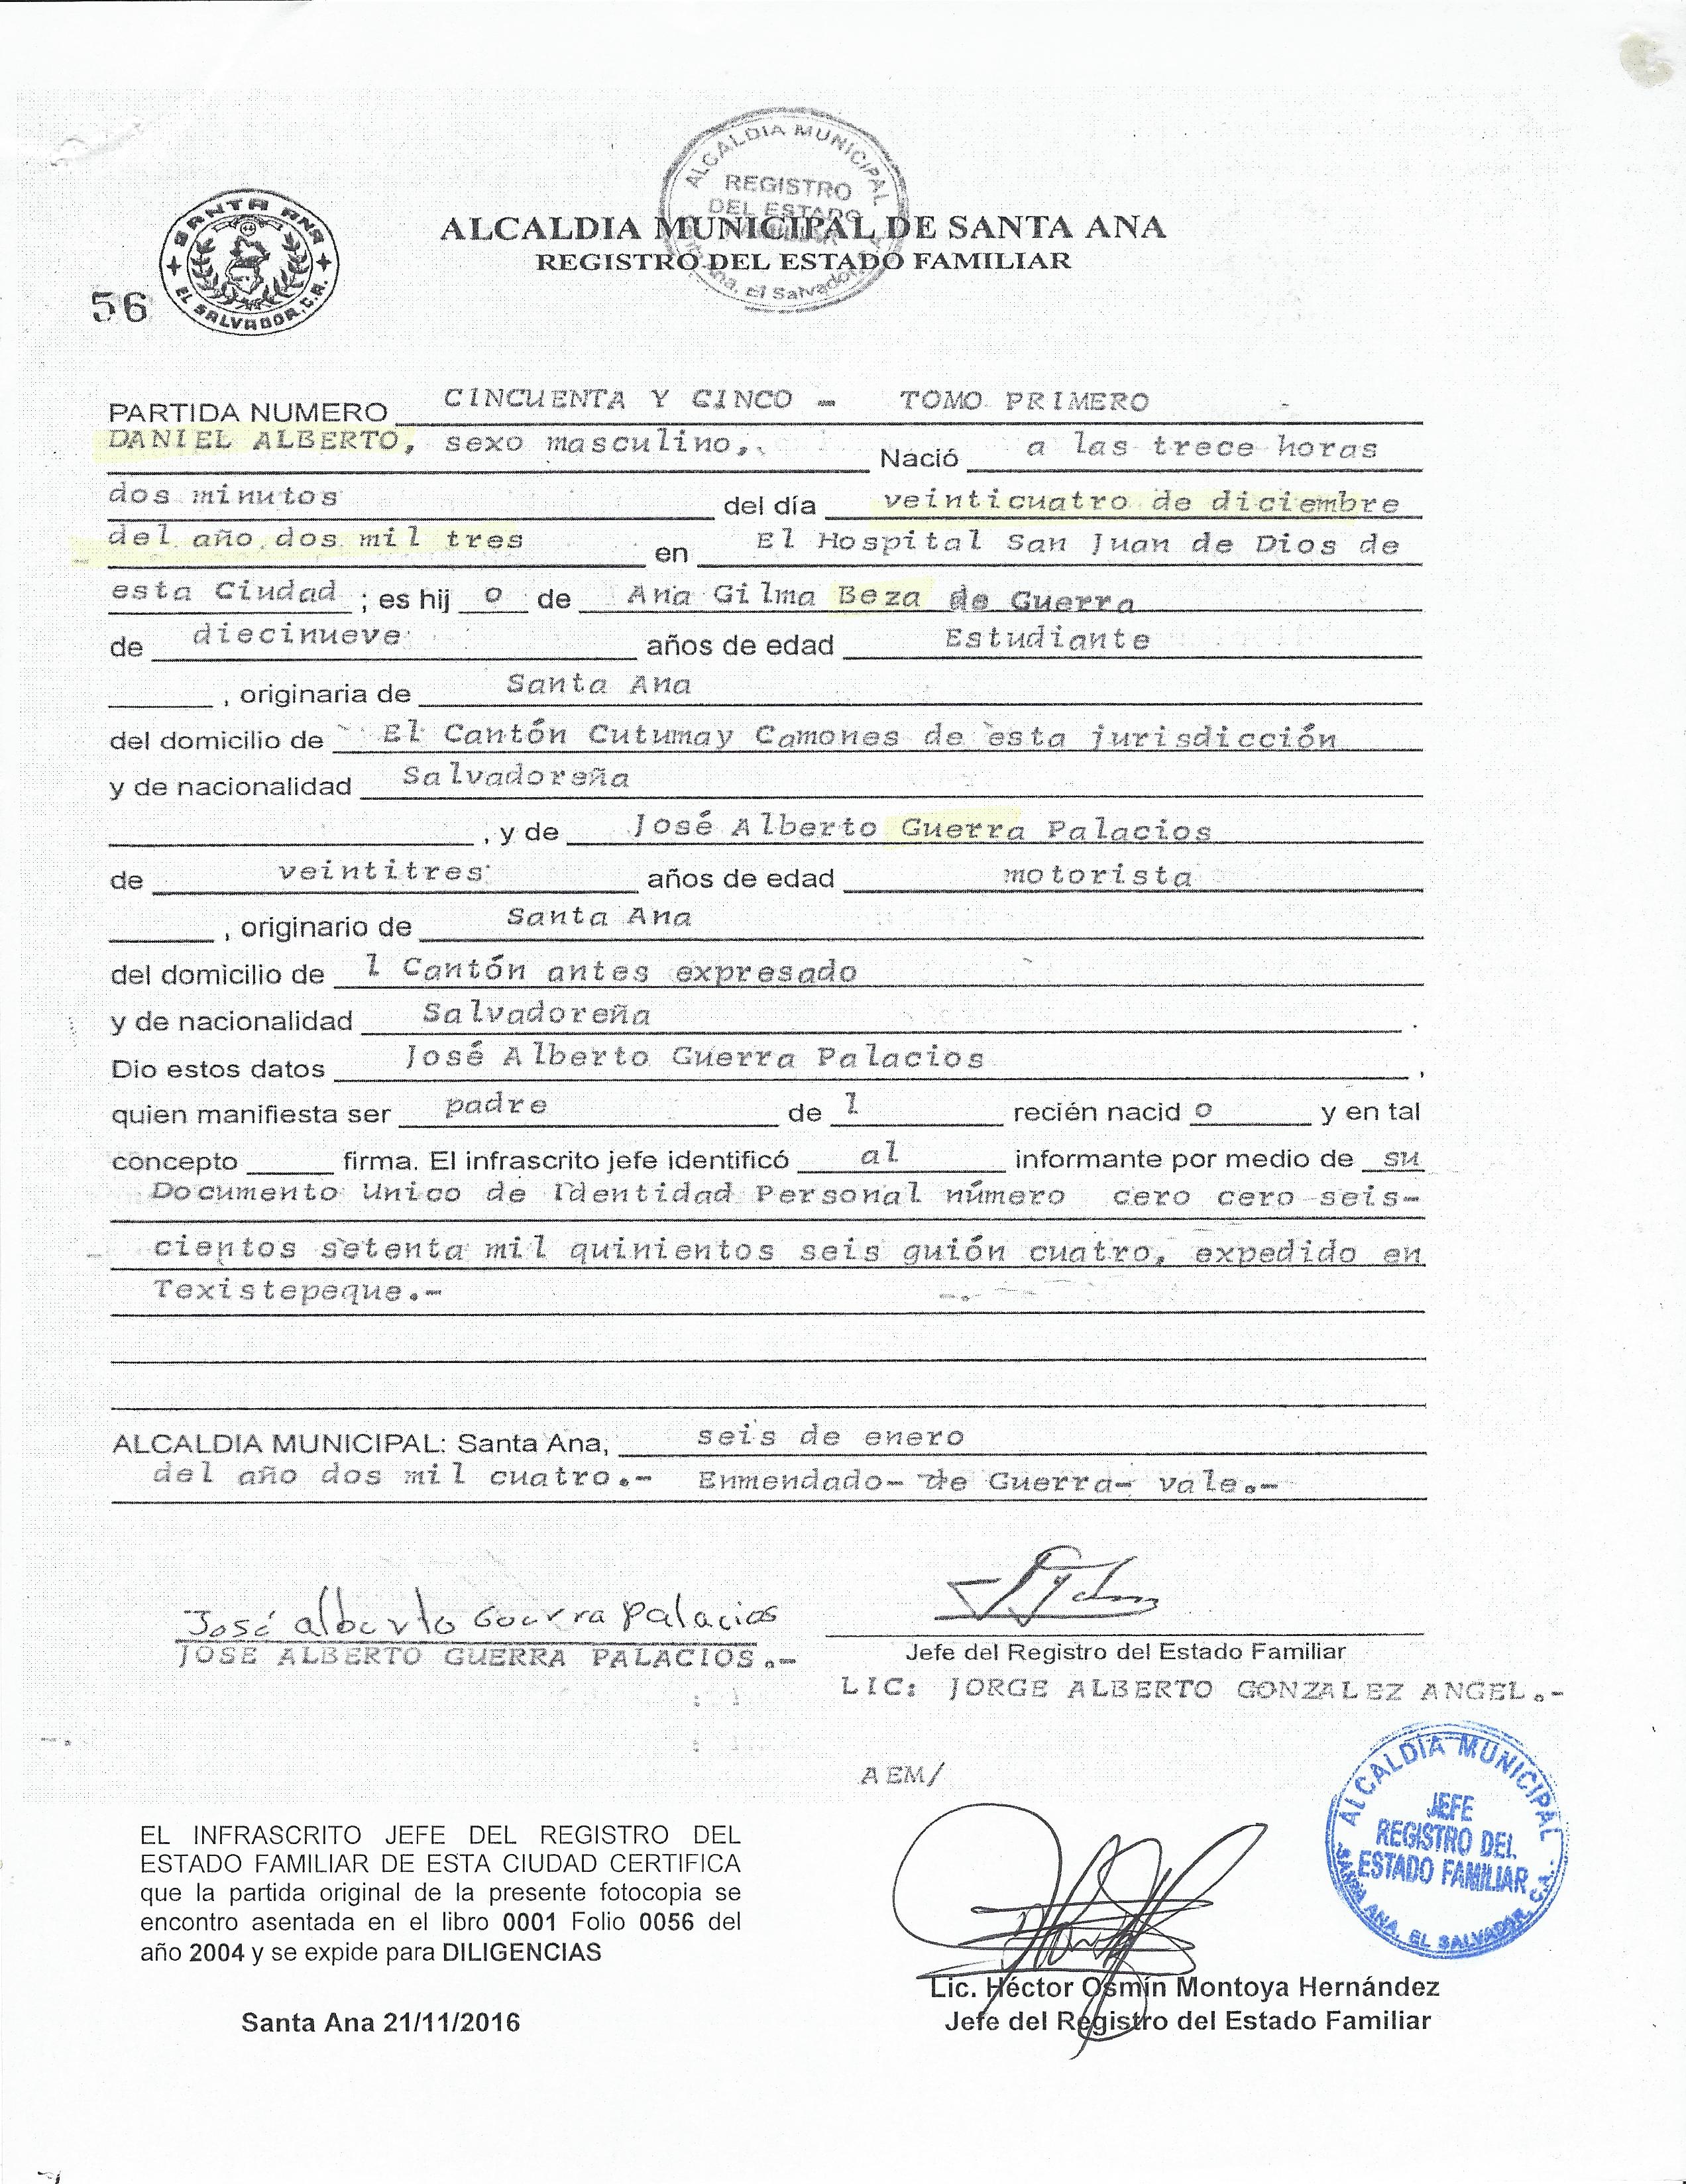 ALCALDIA MUNICIPAL
REGISTRO
DEL ESTADO
Ana, El Salvador
SANTA ANA
EL SALVADOR, C.A.
ALCALDIA MUNICIPAL DE SANTA ANA
REGISTRO DEL ESTADO FAMILIAR
56
PARTIDA NUMERO CINCUENTA Y CINCO - TOMO PRIMERO
DANIEL ALBERTO, sexo masculino,. Nació a las trece horas
dos minutos del día veinticuatro de diciembre
del año dos mil tres en El Hospital San Juan de Dios de
esta Ciudad ; es hij o de Ana Gilma Beza de Guerra
de diecinueve años de edad Estudiante
, originaria de Santa Ana
del domicilio de El Cantón Cutumay Camones de esta jurisdicción
y de nacionalidad Salvadoreña
, y de José Alberto Guerra Palacios
de veintitres años de edad motorista
, originario de Santa Ana
del domicilio de l Cantón antes expresado
y de nacionalidad Salvadoreña .
Dio estos datos José Alberto Guerra Palacios ,
quien manifiesta ser padre de l recién nacid o y en tal
concepto firma. El infrascrito jefe identificó al informante por medio de su
Documento Unico de Identidad Personal número cero cero seis-
cientos setenta mil quinientos seis guión cuatro, expedido en
Texistepeque.-
ALCALDIA MUNICIPAL: Santa Ana, seis de enero
del año dos mil cuatro.- Enmendado- de Guerra- vale.-
José alberto Guerra palacios
JOSE ALBERTO GUERRA PALACIOS.-
Jefe del Registro del Estado Familiar
LIC: JORGE ALBERTO GONZALEZ ANGEL.-
AEM/
EL INFRASCRITO JEFE DEL REGISTRO DEL
ESTADO FAMILIAR DE ESTA CIUDAD CERTIFICA
que la partida original de la presente fotocopia se
encontro asentada en el libro 0001 Folio 0056 del
año 2004 y se expide para DILIGENCIAS
Santa Ana 21/11/2016
ALCALDIA MUNICIPAL
JEFE
REGISTRO DEL
ESTADO FAMILIAR
SANTA ANA, EL SALVADOR, C.A.
Lic. Héctor Osmín Montoya Hernández
Jefe del Registro del Estado Familiar